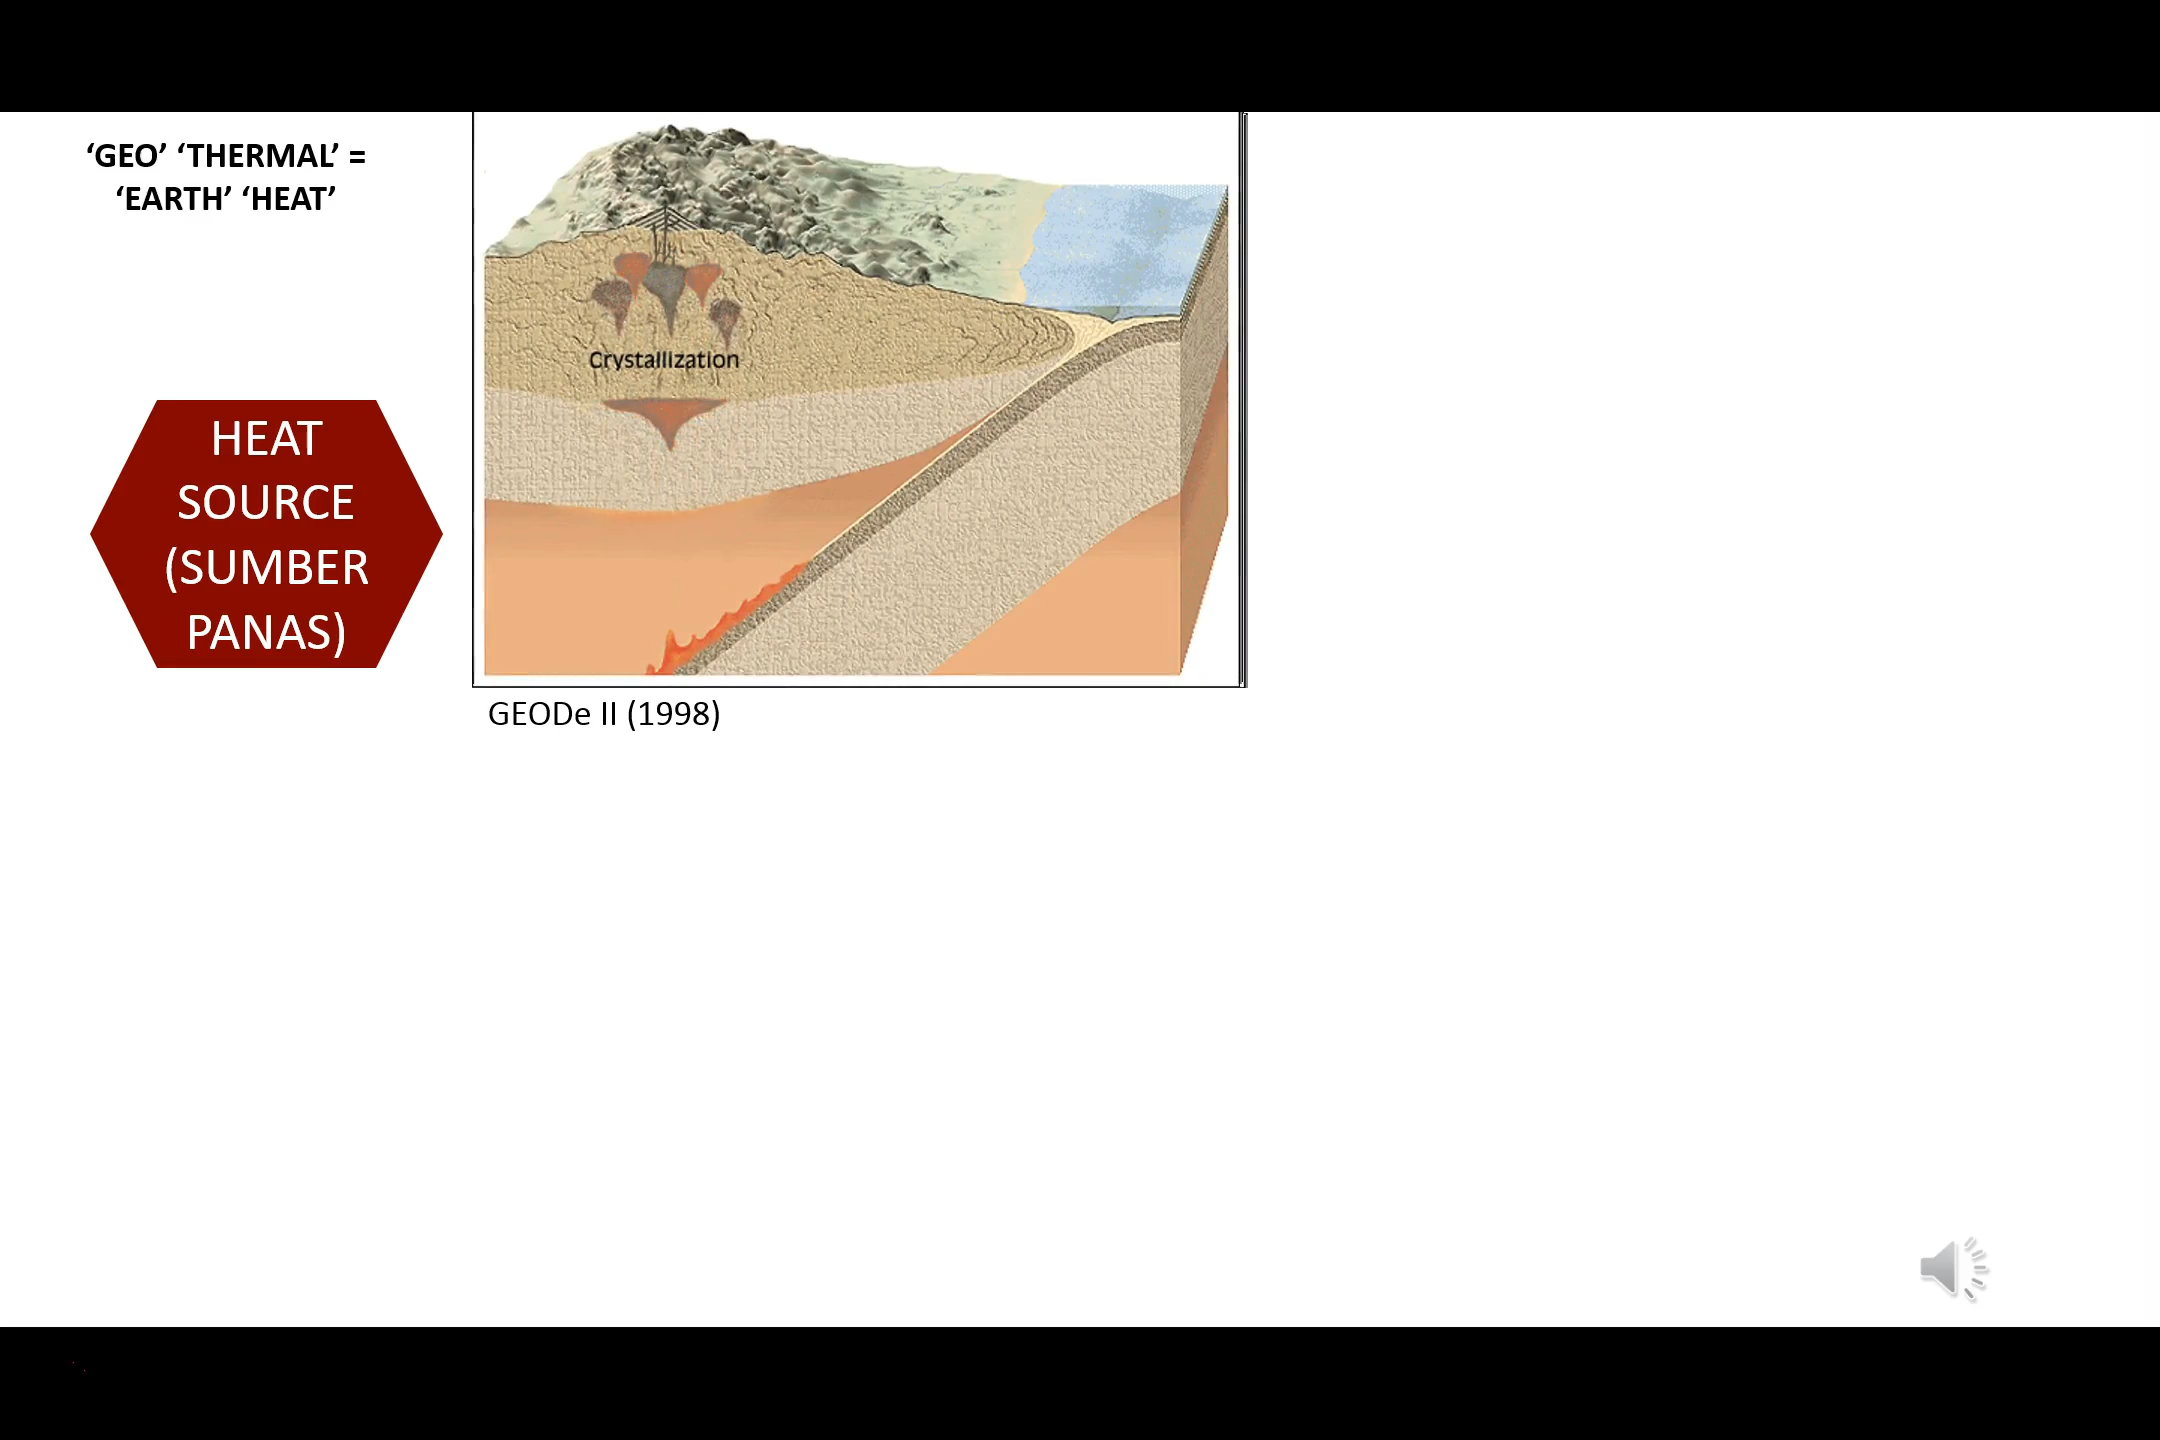 ‘GEO’ ‘THERMAL’ =
‘EARTH’ ‘HEAT’
HEAT
SOURCE
(SUMBER
PANAS)
Crystallization
GEODe II (1998)